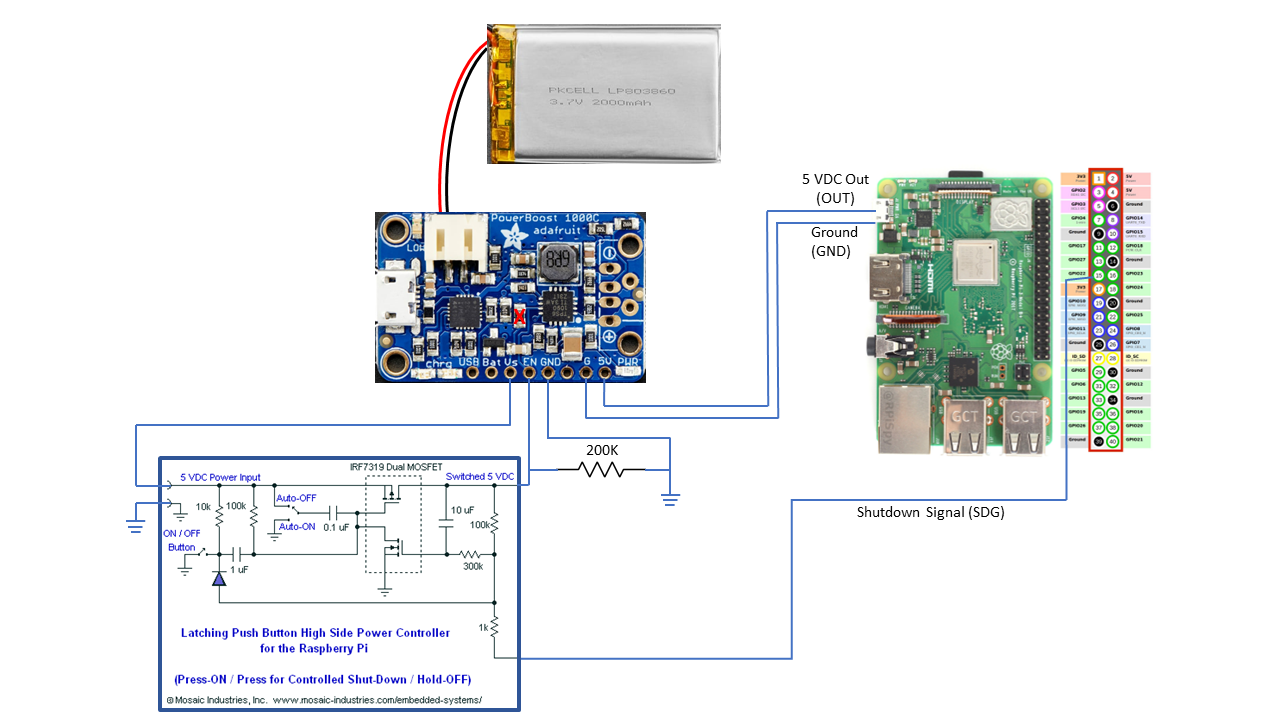 PKCELL LP803860
3.7V 2000mAh
5 VDC Out
(OUT)
Ground
(GND)
PowerBoost 1000C
adafruit
LO
chrg USB Bat Vs EN GND G 5V PWR
200K
Shutdown Signal (SDG)
IRF7319 Dual MOSFET
5 VDC Power Input
Switched 5 VDC
10k
100k
Auto-OFF
Auto-ON
0.1 uF
10 uF
100k
ON / OFF
Button
1 uF
300k
1k
Latching Push Button High Side Power Controller
for the Raspberry Pi
(Press-ON / Press for Controlled Shut-Down / Hold-OFF)
© Mosaic Industries, Inc. www.mosaic-industries.com/embedded-systems/
HDMI
GCT
GCT
3V3 1 2 5V
GPIO2 3 4 5V
GPIO3 5 6 Ground
GPIO4 7 8 GPIO14
Ground 9 10 GPIO15
GPIO17 11 12 GPIO18
GPIO27 13 14 Ground
GPIO22 15 16 GPIO23
3V3 17 18 GPIO24
GPIO10 19 20 Ground
GPIO9 21 22 GPIO25
GPIO11 23 24 GPIO8
Ground 25 26 GPIO7
ID_SD 27 28 ID_SC
GPIO5 29 30 Ground
GPIO6 31 32 GPIO12
GPIO13 33 34 Ground
GPIO19 35 36 GPIO16
GPIO26 37 38 GPIO20
Ground 39 40 GPIO21